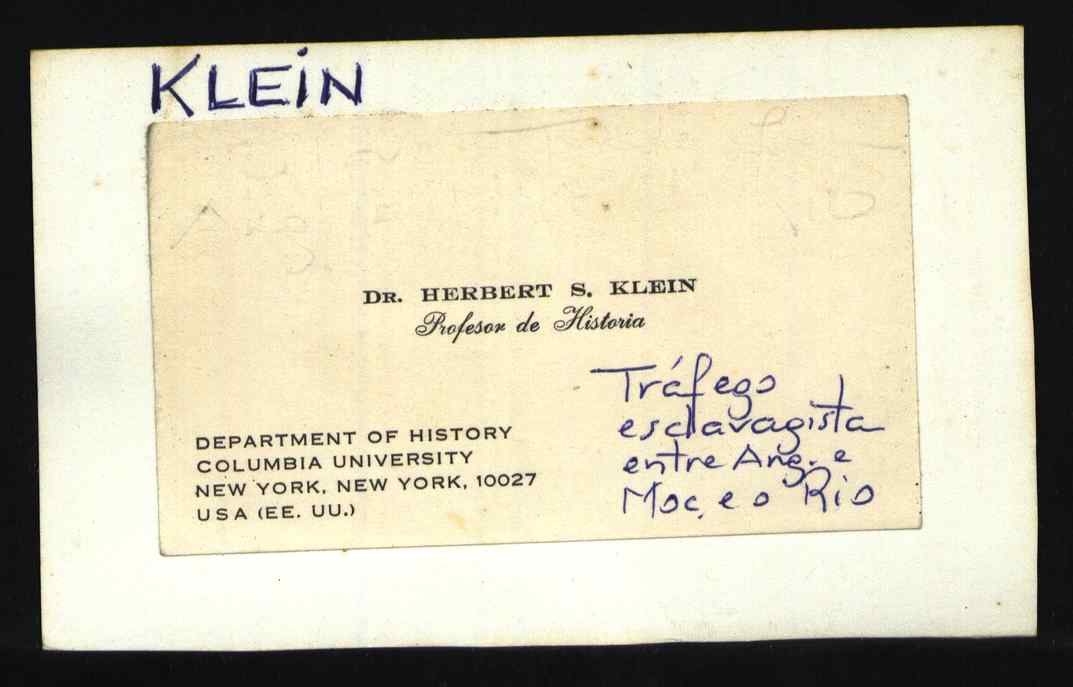 KLEIN
DR. HERBERT S. KLEIN
Profesor de Historia
Tráfego
esclavagista
entre Ang. e
Moç. e o Rio
DEPARTMENT OF HISTORY
COLUMBIA UNIVERSITY
NEW YORK, NEW YORK, 10027
USA (EE. UU.)